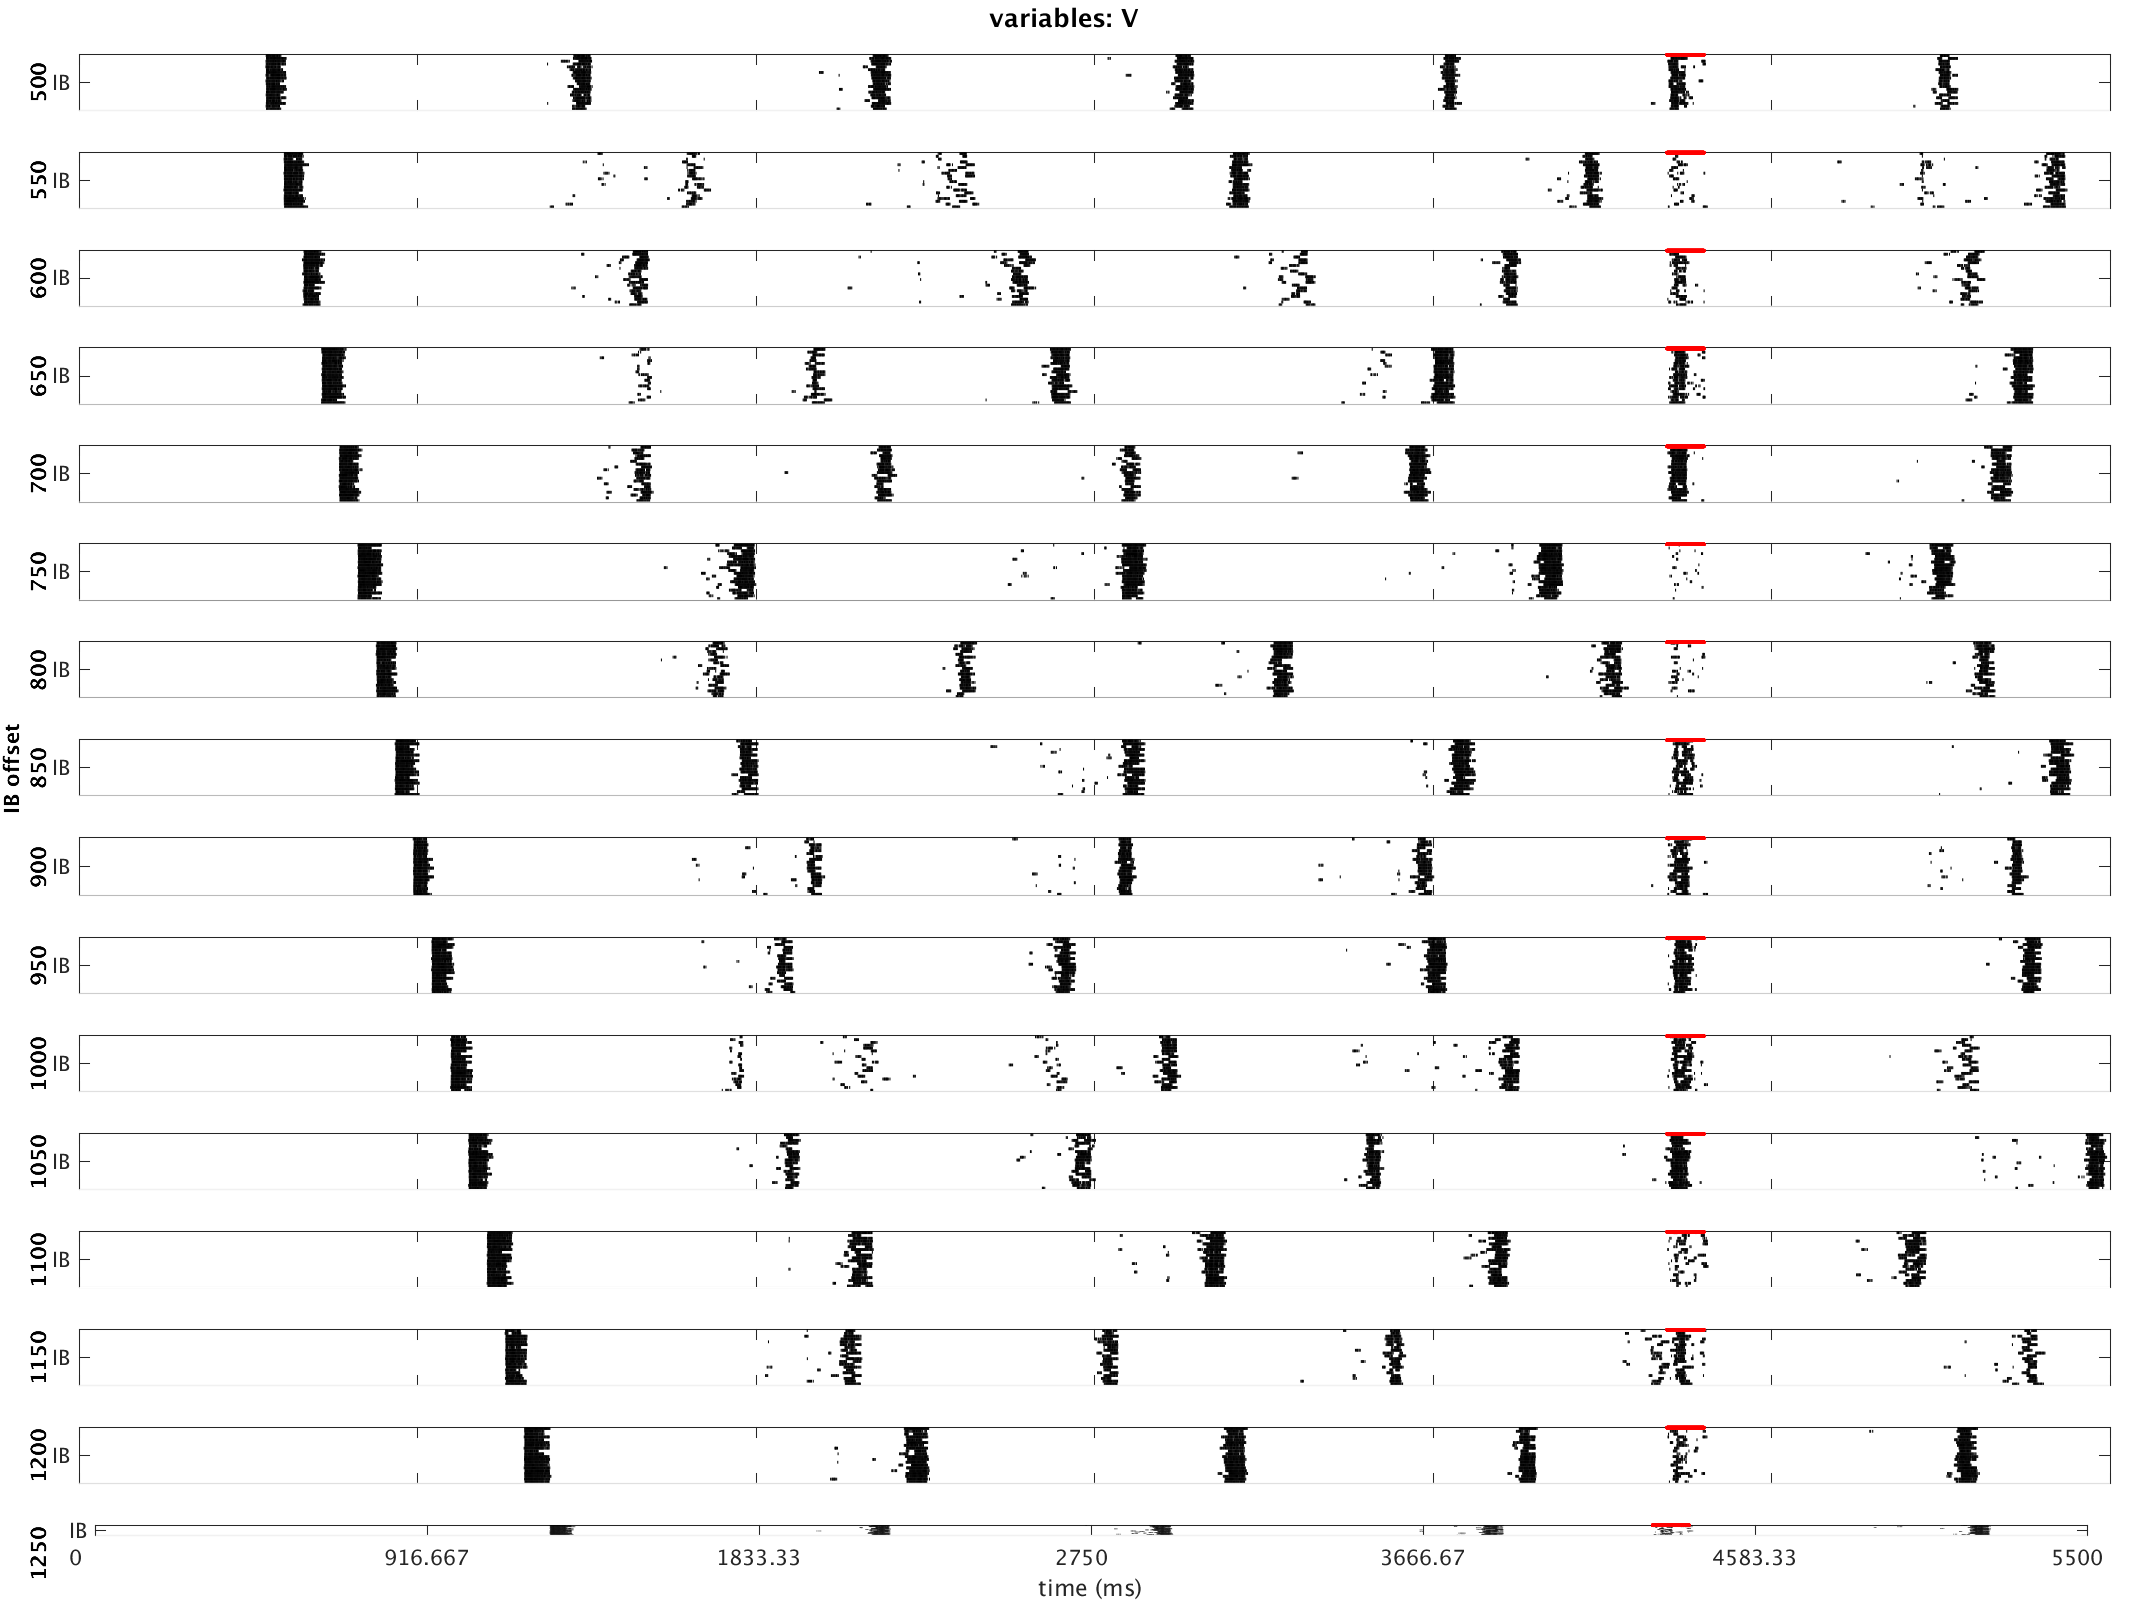 variables: V
500 IB
550 IB
600 IB
650 IB
700 IB
750 IB
800 IB
IB offset
850 IB
900 IB
950 IB
1000 IB
1050 IB
1100 IB
1150 IB
1200 IB
1250 IB
0 916.667 1833.33 2750 3666.67 4583.33 5500
time (ms)